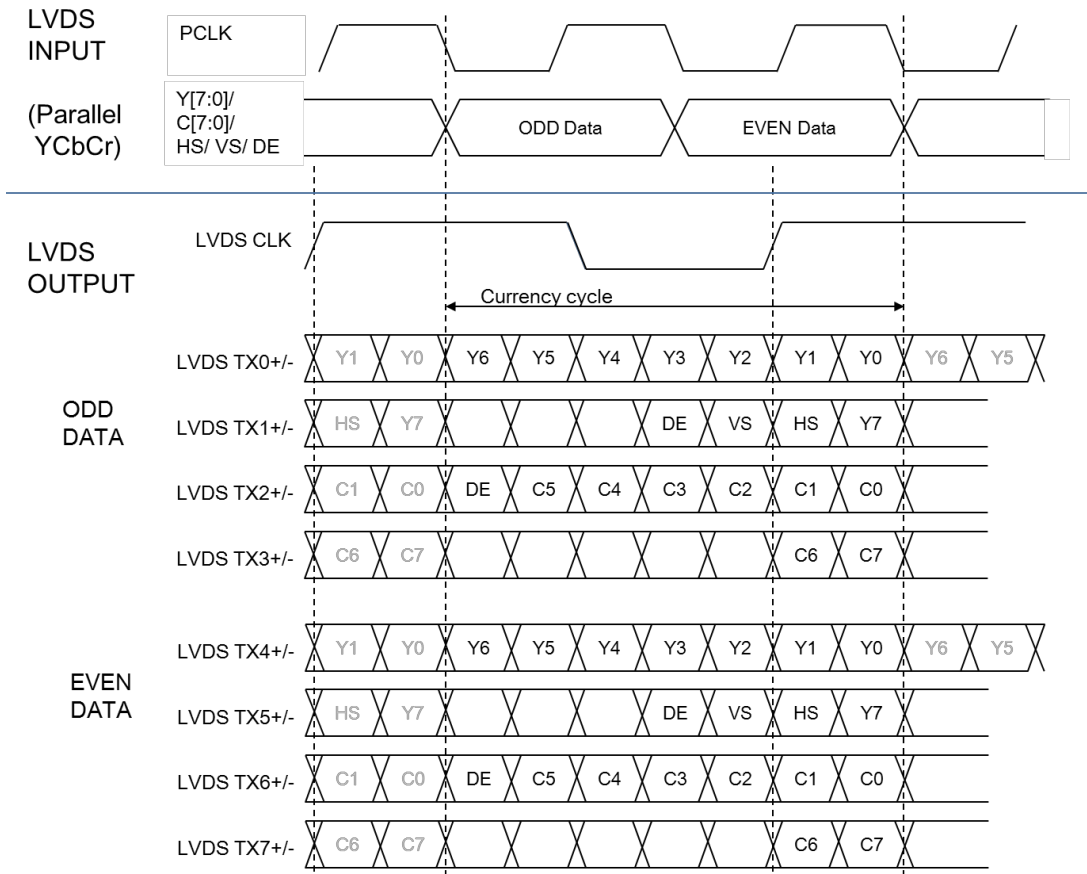 LVDS
INPUT
PCLK
(Parallel
YCbCr)
Y[7:0]/
C[7:0]/
HS/ VS/ DE
ODD Data
EVEN Data
LVDS
OUTPUT
LVDS CLK
Currency cycle
ODD
DATA
LVDS TX0+/- Y1 Y0 Y6 Y5 Y4 Y3 Y2 Y1 Y0 Y6 Y5
LVDS TX1+/- HS Y7 DE VS HS Y7
LVDS TX2+/- C1 C0 DE C5 C4 C3 C2 C1 C0
LVDS TX3+/- C6 C7 C6 C7
EVEN
DATA
LVDS TX4+/- Y1 Y0 Y6 Y5 Y4 Y3 Y2 Y1 Y0 Y6 Y5
LVDS TX5+/- HS Y7 DE VS HS Y7
LVDS TX6+/- C1 C0 DE C5 C4 C3 C2 C1 C0
LVDS TX7+/- C6 C7 C6 C7